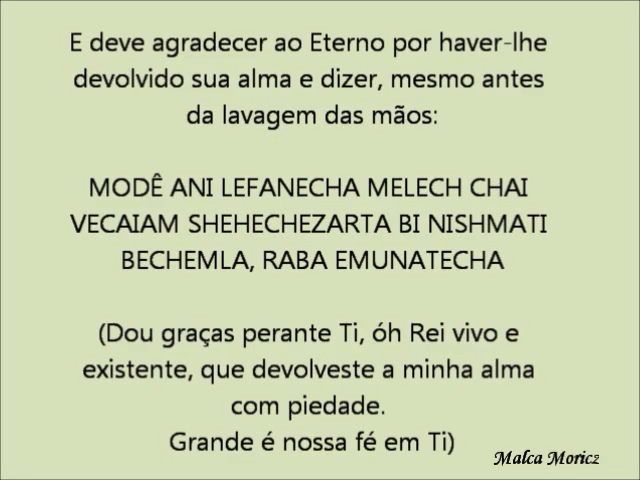 E deve agradecer ao Eterno por haver-lhe
devolvido sua alma e dizer, mesmo antes
da lavagem das mãos:
MODÊ ANI LEFANECHA MELECH CHAI
VECAIAM SHEHECHEZARTA BI NISHMATI
BECHEMLA, RABA EMUNATECHA
(Dou graças perante Ti, óh Rei vivo e
existente, que devolveste a minha alma
com piedade.
Grande é nossa fé em Ti)
Malca Moricz